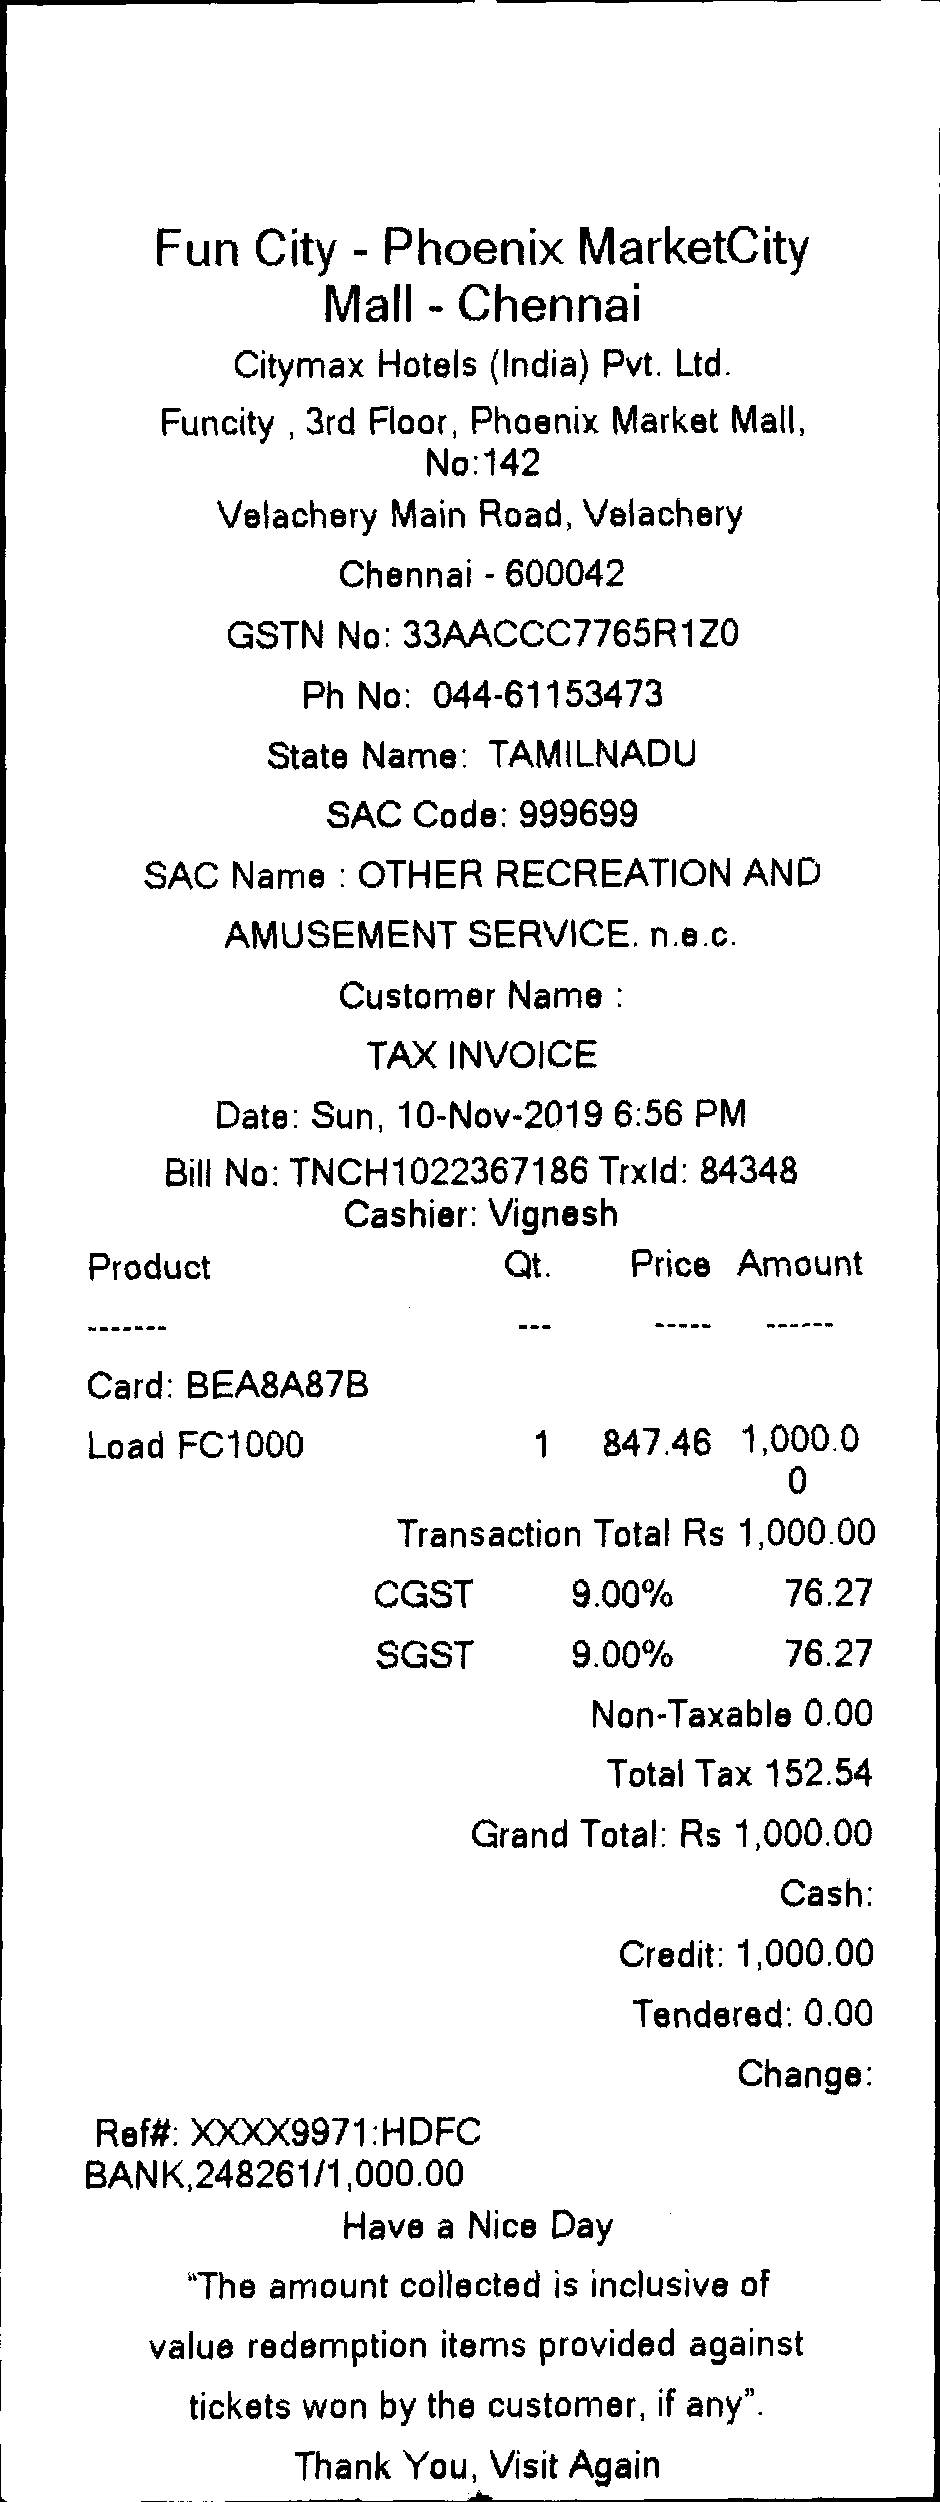 Fun City - Phoenix MarketCity
Mall - Chennai
Citymax Hotels (India) Pvt. Ltd.
Funcity , 3rd Floor, Phoenix Market Mall,
No:142
Velachery Main Road, Velachery
Chennai - 600042
GSTN No: 33AACCC7765R1Z0
Ph No: 044-61153473
State Name: TAMILNADU
SAC Code: 999699
SAC Name : OTHER RECREATION AND
AMUSEMENT SERVICE. n.e.c.
Customer Name :
TAX INVOICE
Date: Sun, 10-Nov-2019 6:56 PM
Bill No: TNCH1022367186 TrxId: 84348
Cashier: Vignesh
Product Qt. Price Amount
------- --- ----- ------
Card: BEA8A87B
Load FC1000 1 847.46 1,000.0
0
Transaction Total Rs 1,000.00
CGST 9.00% 76.27
SGST 9.00% 76.27
Non-Taxable 0.00
Total Tax 152.54
Grand Total: Rs 1,000.00
Cash:
Credit: 1,000.00
Tendered: 0.00
Change:
Ref#: XXXX9971:HDFC
BANK,248261/1,000.00
Have a Nice Day
"The amount collected is inclusive of
value redemption items provided against
tickets won by the customer, if any".
Thank You, Visit Again